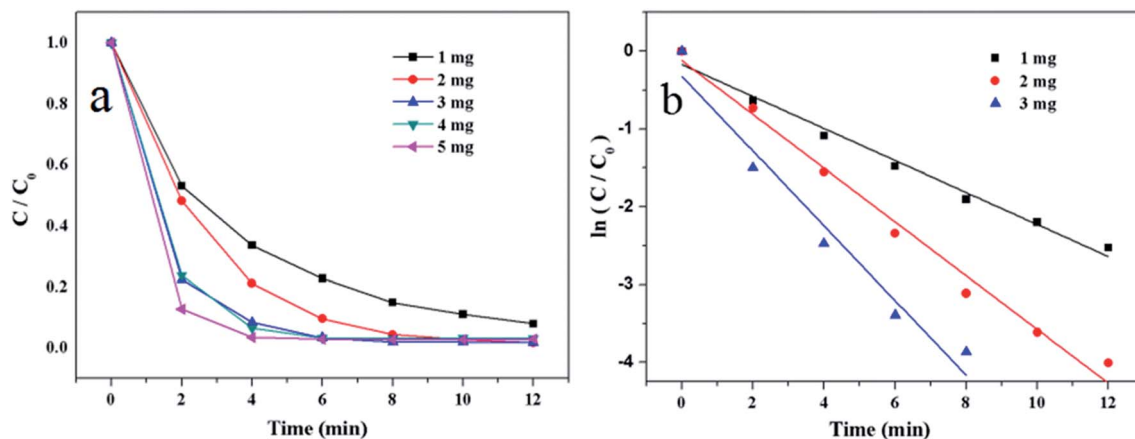 a
1.0
0.8
0.6
0.4
0.2
0.0
C / C0
1 mg
2 mg
3 mg
4 mg
5 mg
0 2 4 6 8 10 12
Time (min)
b
0
-1
-2
-3
-4
ln ( C / C0 )
1 mg
2 mg
3 mg
0 2 4 6 8 10 12
Time (min)